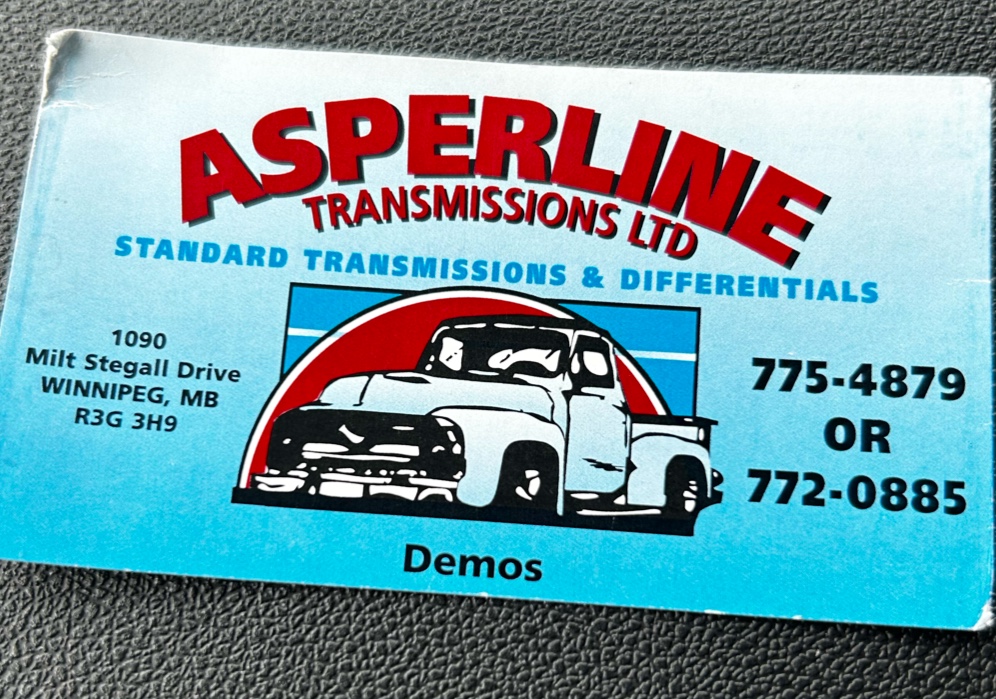 ASPERLINE
TRANSMISSIONS LTD
STANDARD TRANSMISSIONS & DIFFERENTIALS
1090
Milt Stegall Drive
WINNIPEG, MB
R3G 3H9
775-4879
OR
772-0885
Demos